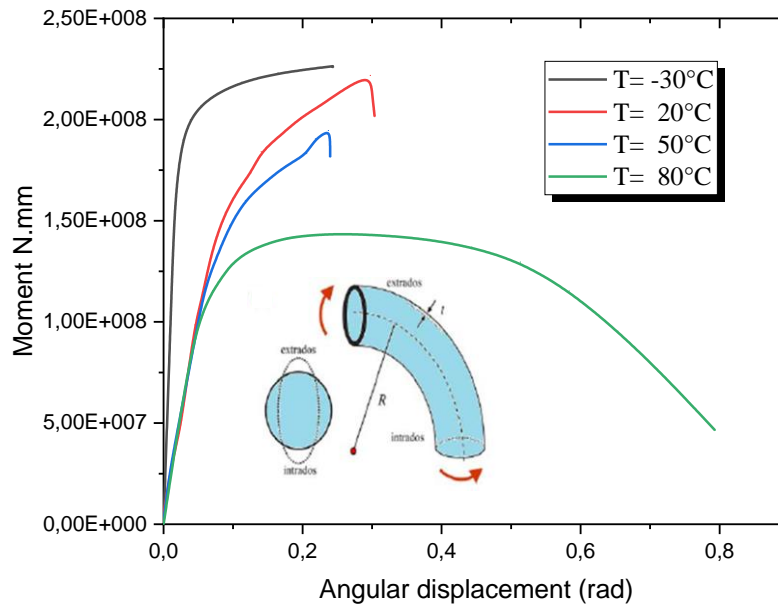 2,50E+008
2,00E+008
1,50E+008
1,00E+008
5,00E+007
0,00E+000
Moment N.mm
T= -30°C
T= 20°C
T= 50°C
T= 80°C
extrados
t
extrados
R
intrados
intrados
0,0
0,2
0,4
0,6
0,8
Angular displacement (rad)